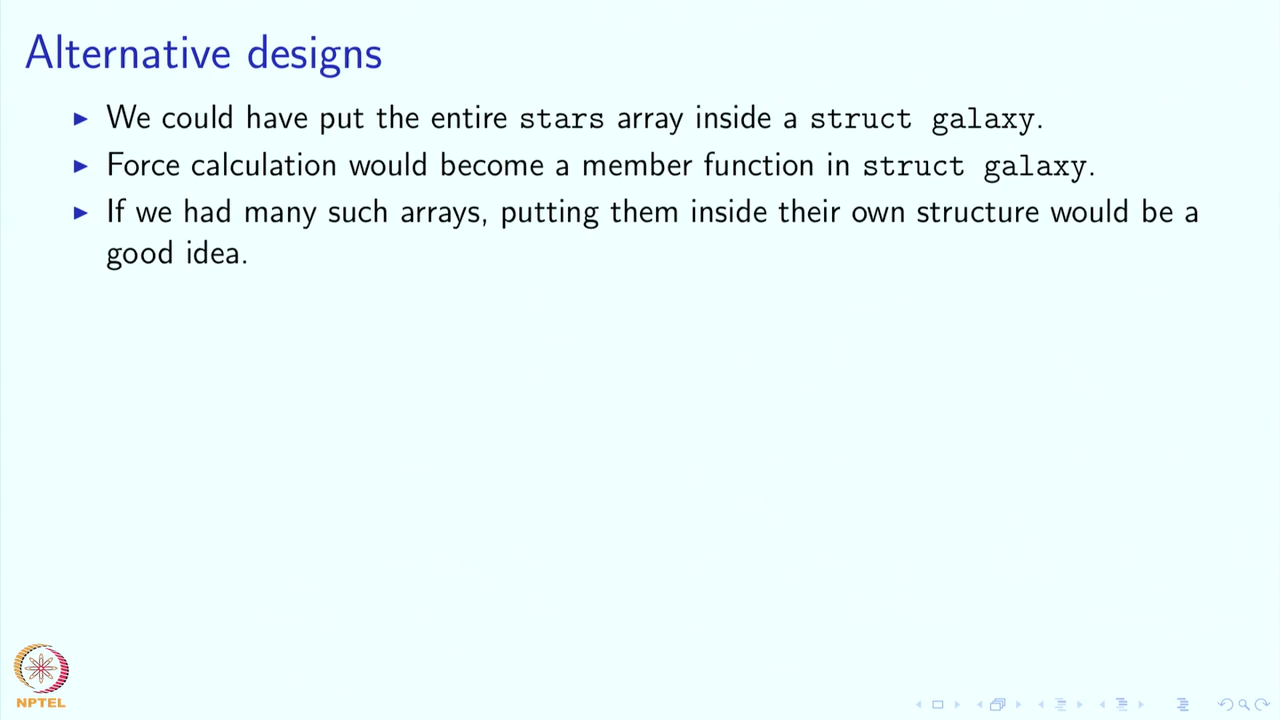 Alternative designs
We could have put the entire stars array inside a struct galaxy.
Force calculation would become a member function in struct galaxy.
If we had many such arrays, putting them inside their own structure would be a
good idea.
NPTEL